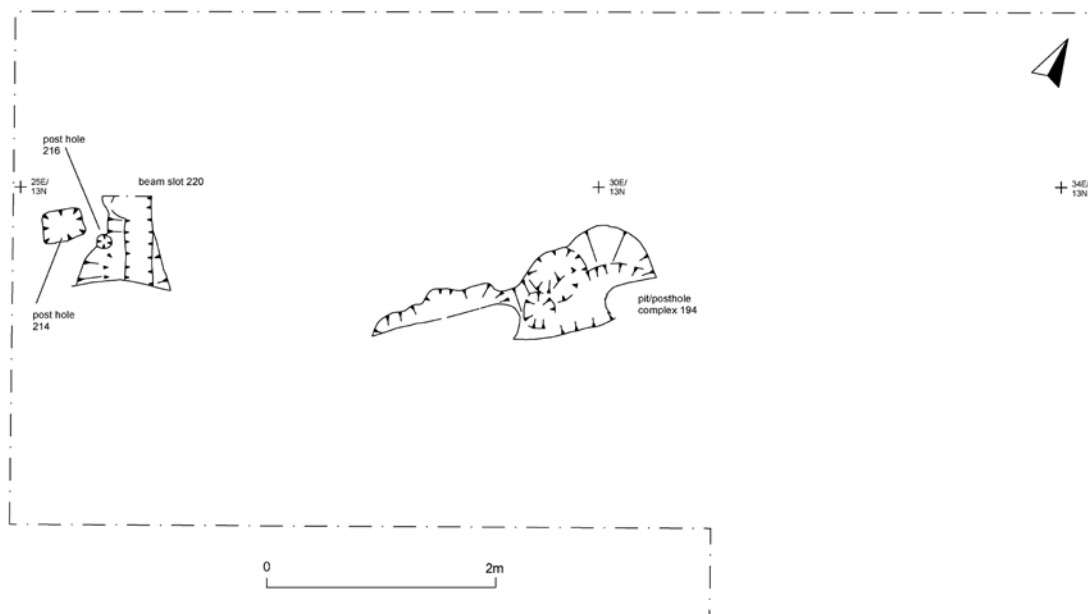 post hole
216
25E/
13N
beam slot 220
30E/
13N
34E/
13N
post hole
214
pit/posthole
complex 194
0
2m